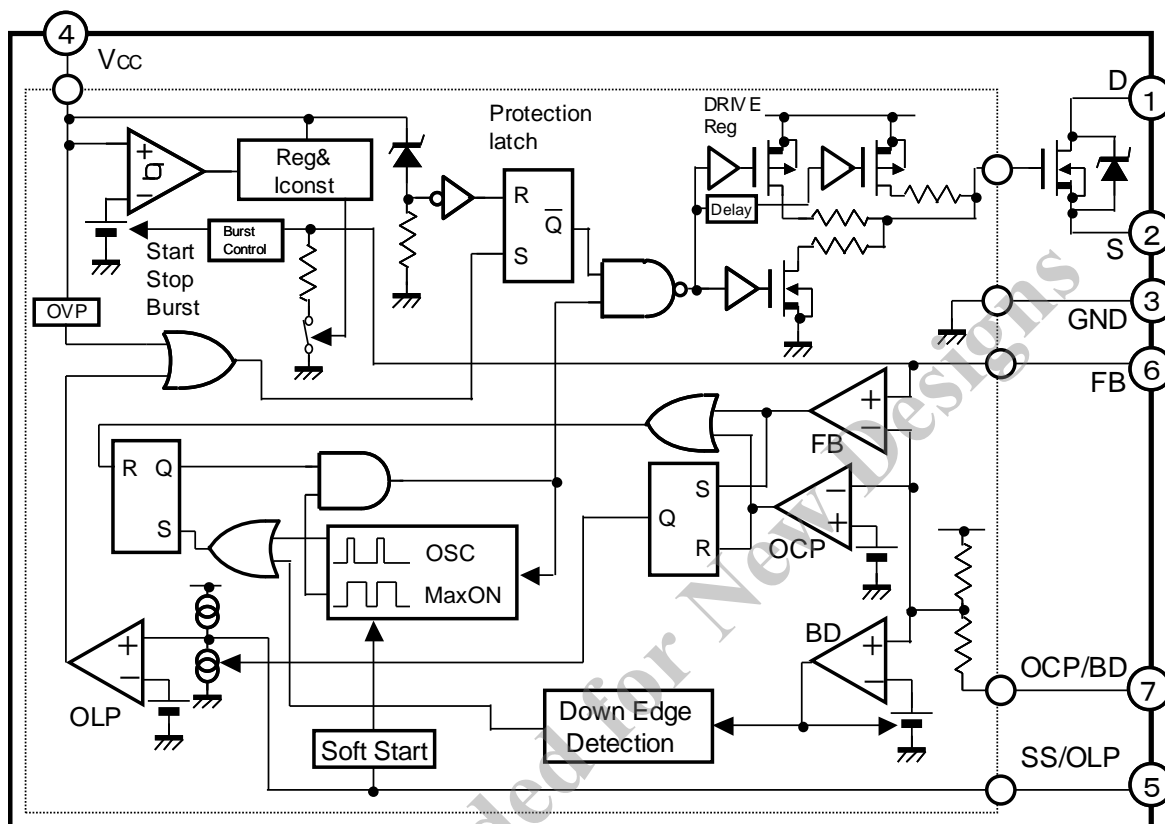 4
VCC
D
1
Protection
latch
DRIVE
Reg
Reg&
Iconst
R
Q
S
Delay
2
S
Burst
Control
Start
Stop
Burst
OVP
3
GND
6
FB
FB
R Q
S
S
Q
R
OCP
OSC
MaxON
BD
OCP/BD
7
OLP
Down Edge
Detection
Soft Start
SS/OLP
5
for New Designs